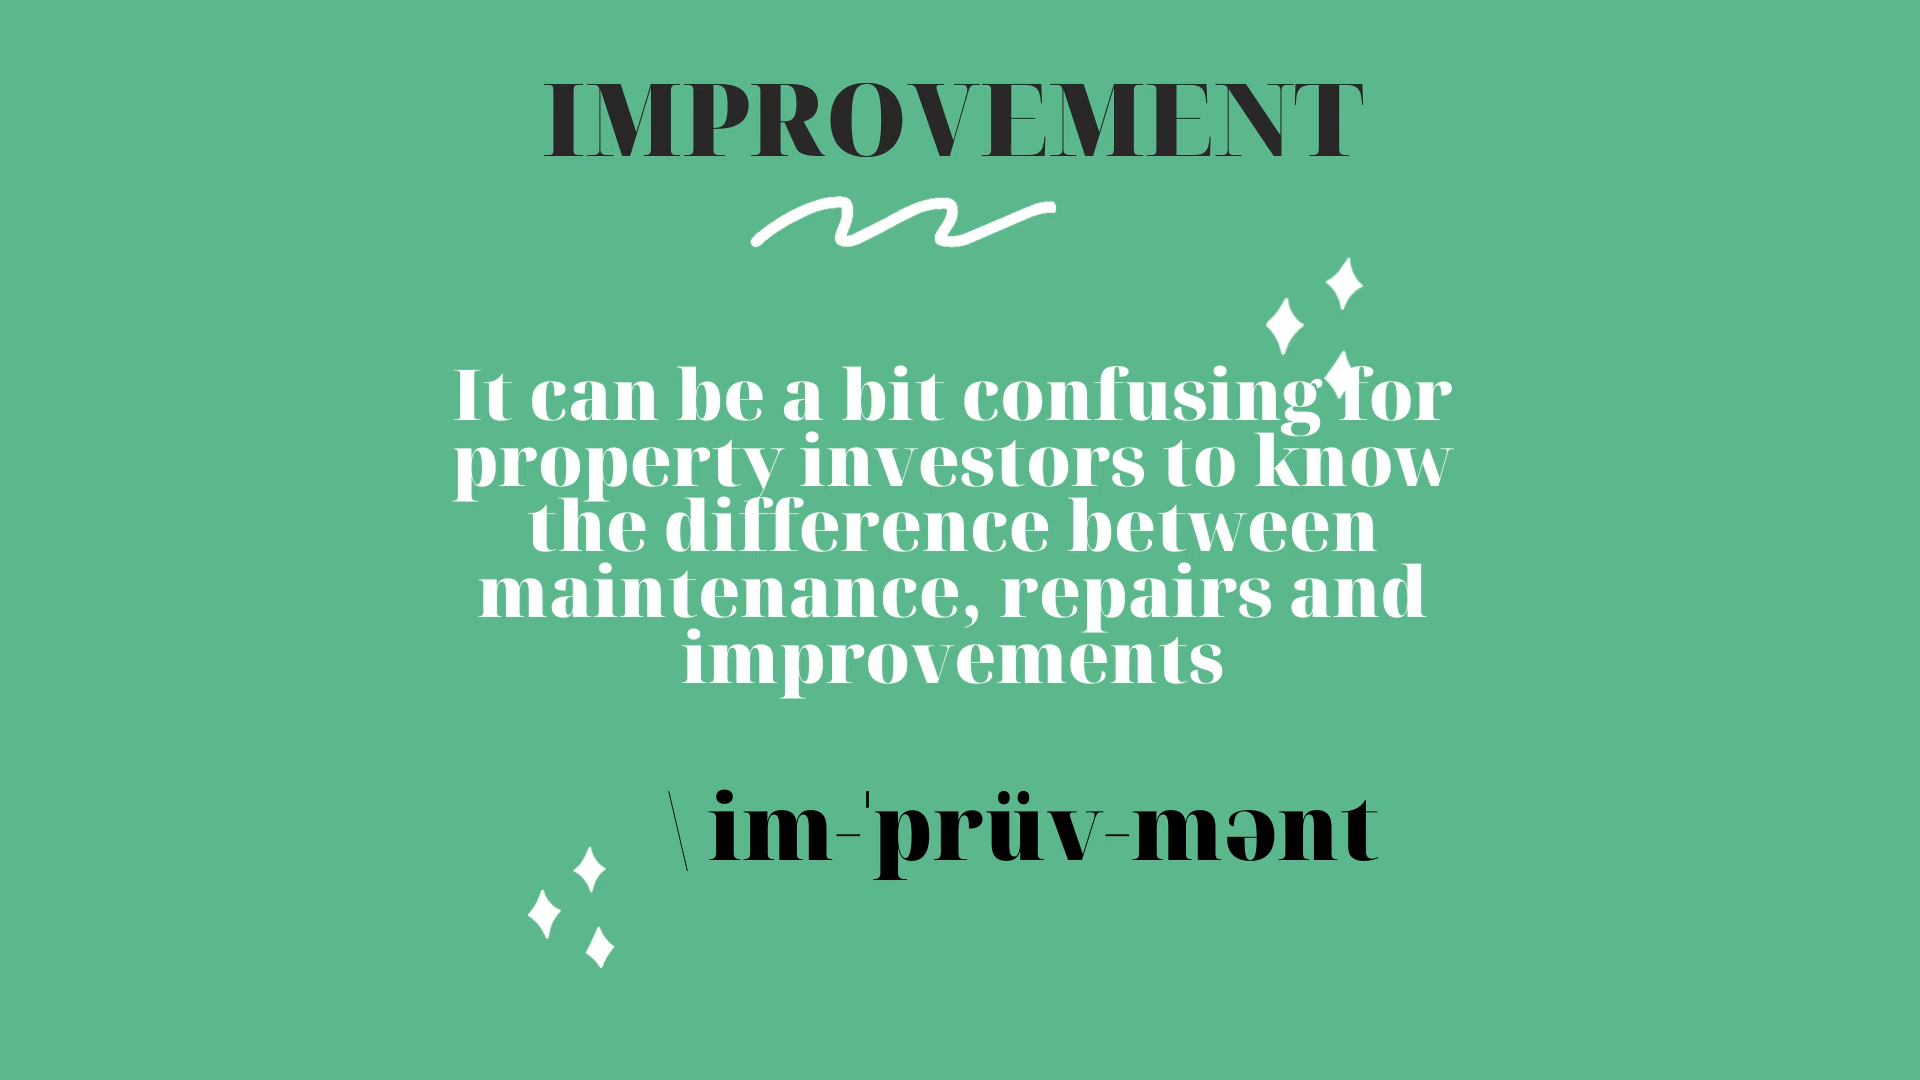 IMPROVEMENT
It can be a bit confusing for
property investors to know
the difference between
maintenance, repairs and
improvements
\ im-ˈprüv-mənt